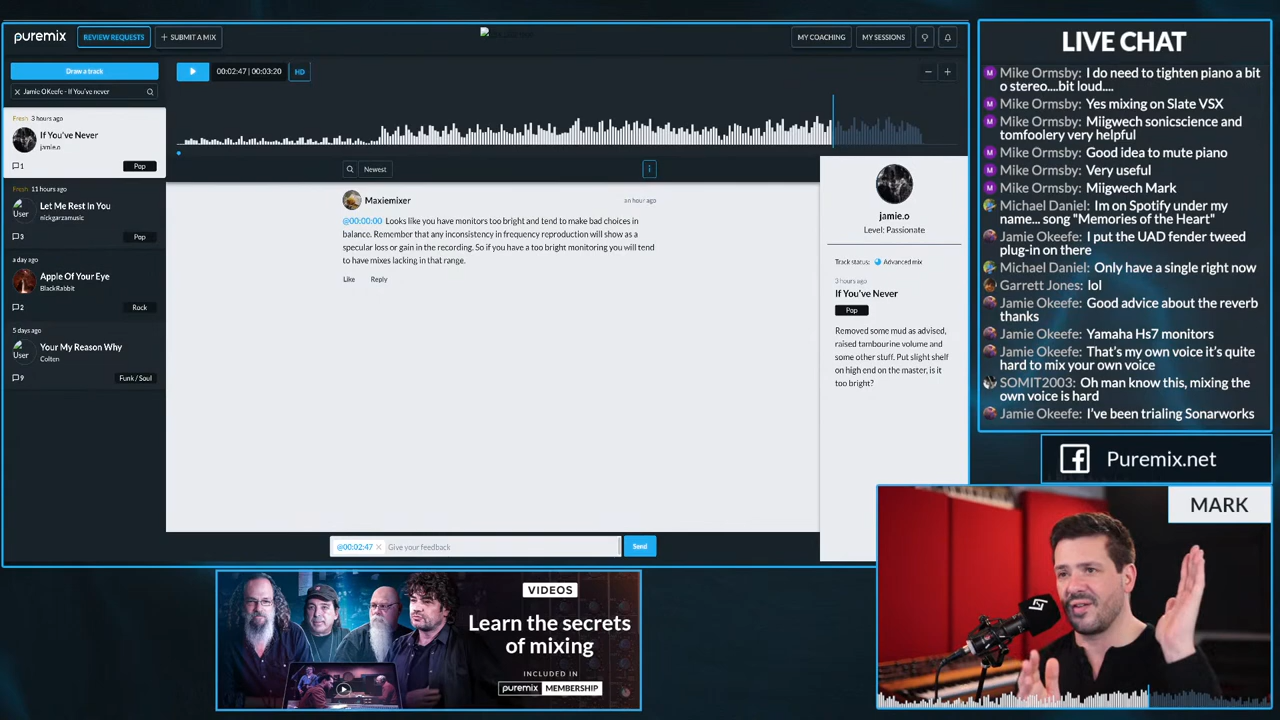 puremix
REVIEW REQUESTS
+ SUBMIT A MIX
MY COACHING
MY SESSIONS
Draw a track
× Jamie OKeefe - If You've never
Fresh 3 hours ago
If You've Never
jamie.o
1
Pop
Fresh 11 hours ago
User
Let Me Rest In You
nickgarzamusic
3
Pop
a day ago
Apple Of Your Eye
BlackRabbit
2
Rock
5 days ago
User
Your My Reason Why
Colten
9
Funk / Soul
00:02:47 | 00:03:20
HD
Newest
Maxiemixer
an hour ago
@00:00:00 Looks like you have monitors too bright and tend to make bad choices in
balance. Remember that any inconsistency in frequency reproduction will show as a
specular loss or gain in the recording. So if you have a too bright monitoring you will tend
to have mixes lacking in that range.
Like Reply
@00:02:47 × Give your feedback
Send
jamie.o
Level: Passionate
Track status: Advanced mix
3 hours ago
If You've Never
Pop
Removed some mud as advised,
raised tambourine volume and
some other stuff. Put slight shelf
on high end on the master, is it
too bright?
LIVE CHAT
M Mike Ormsby: I do need to tighten piano a bit
o stereo....bit loud....
M Mike Ormsby: Yes mixing on Slate VSX
M Mike Ormsby: Miigwech sonicscience and
tomfoolery very helpful
M Mike Ormsby: Good idea to mute piano
M Mike Ormsby: Very useful
M Mike Ormsby: Miigwech Mark
Michael Daniel: Im on Spotify under my
name... song "Memories of the Heart"
Jamie Okeefe: I put the UAD fender tweed
plug-in on there
Michael Daniel: Only have a single right now
Garrett Jones: lol
Jamie Okeefe: Good advice about the reverb
thanks
Jamie Okeefe: Yamaha Hs7 monitors
Jamie Okeefe: That's my own voice it's quite
hard to mix your own voice
SOMIT2003: Oh man know this, mixing the
own voice is hard
Jamie Okeefe: I've been trialing Sonarworks
Puremix.net
MARK
VIDEOS
Learn the secrets
of mixing
INCLUDED IN
puremix MEMBERSHIP